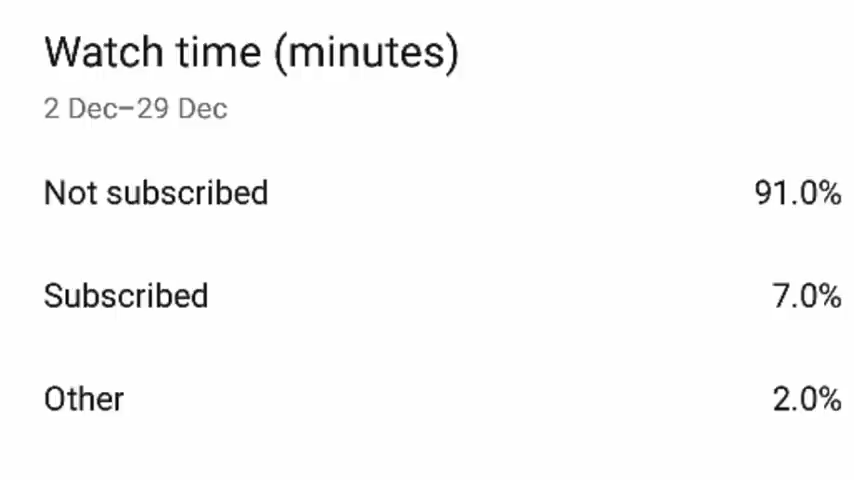 Watch time (minutes)
2 Dec–29 Dec
Not subscribed 91.0%
Subscribed 7.0%
Other 2.0%